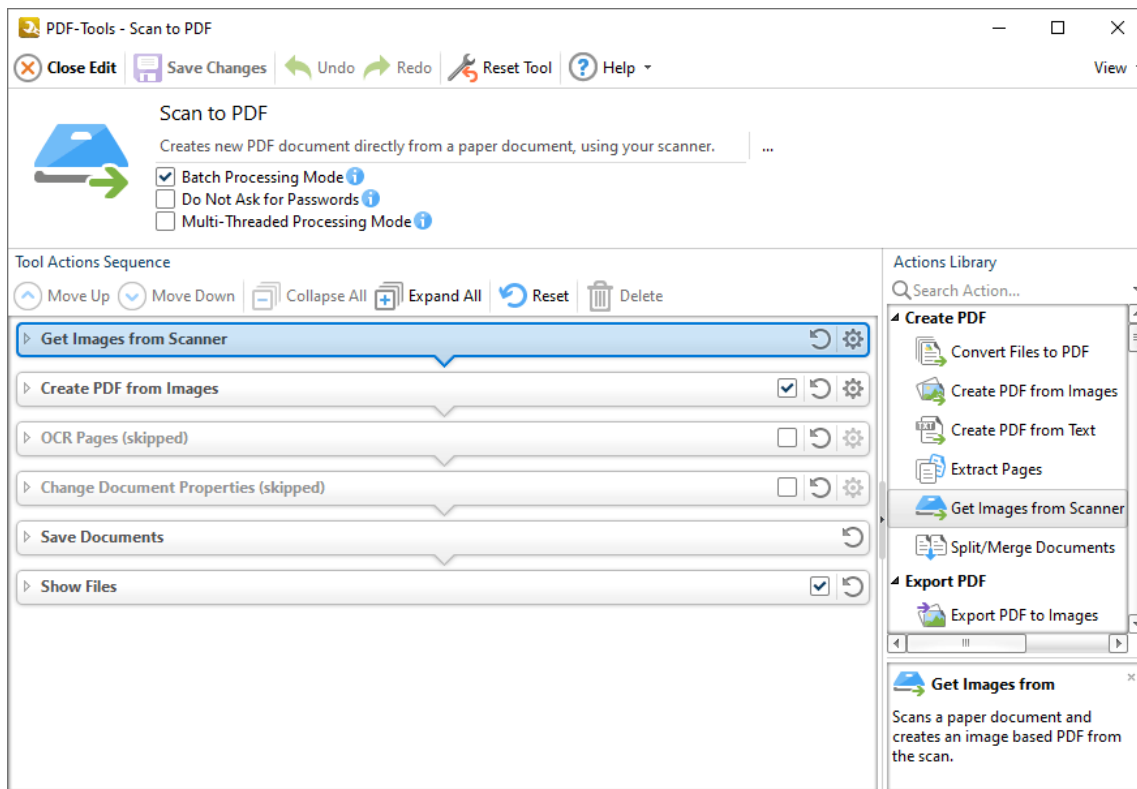 PDF-Tools - Scan to PDF
Close Edit Save Changes Undo Redo Reset Tool ? Help View
Scan to PDF
Creates new PDF document directly from a paper document, using your scanner. ...
Batch Processing Mode i
Do Not Ask for Passwords i
Multi-Threaded Processing Mode i
Tool Actions Sequence
Move Up Move Down Collapse All Expand All Reset Delete
Get Images from Scanner
Create PDF from Images
OCR Pages (skipped)
Change Document Properties (skipped)
Save Documents
Show Files
Actions Library
Search Action...
Create PDF
Convert Files to PDF
Create PDF from Images
TXT Create PDF from Text
Extract Pages
Get Images from Scanner
Split/Merge Documents
Export PDF
Export PDF to Images
Get Images from
Scans a paper document and
creates an image based PDF from
the scan.